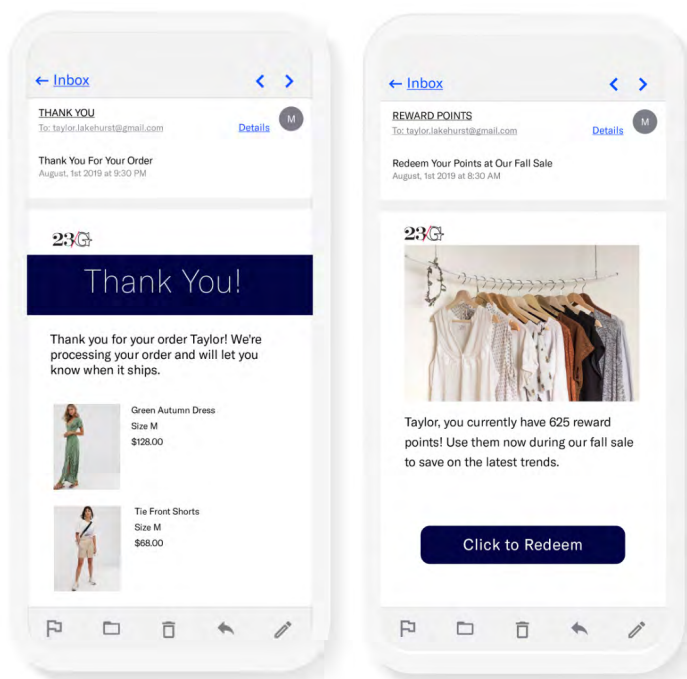 ← Inbox
THANK YOU
To: taylor.lakehurst@gmail.com
Details
M
Thank You For Your Order
August, 1st 2019 at 9:30 PM
23G
Thank You!
Thank you for your order Taylor! We're
processing your order and will let you
know when it ships.
Green Autumn Dress
Size M
$128.00
Tie Front Shorts
Size M
$68.00
← Inbox
REWARD POINTS
To: taylor.lakehurst@gmail.com
Details
M
Redeem Your Points at Our Fall Sale
August, 1st 2019 at 8:30 AM
23G
Taylor, you currently have 625 reward
points! Use them now during our fall sale
to save on the latest trends.
Click to Redeem